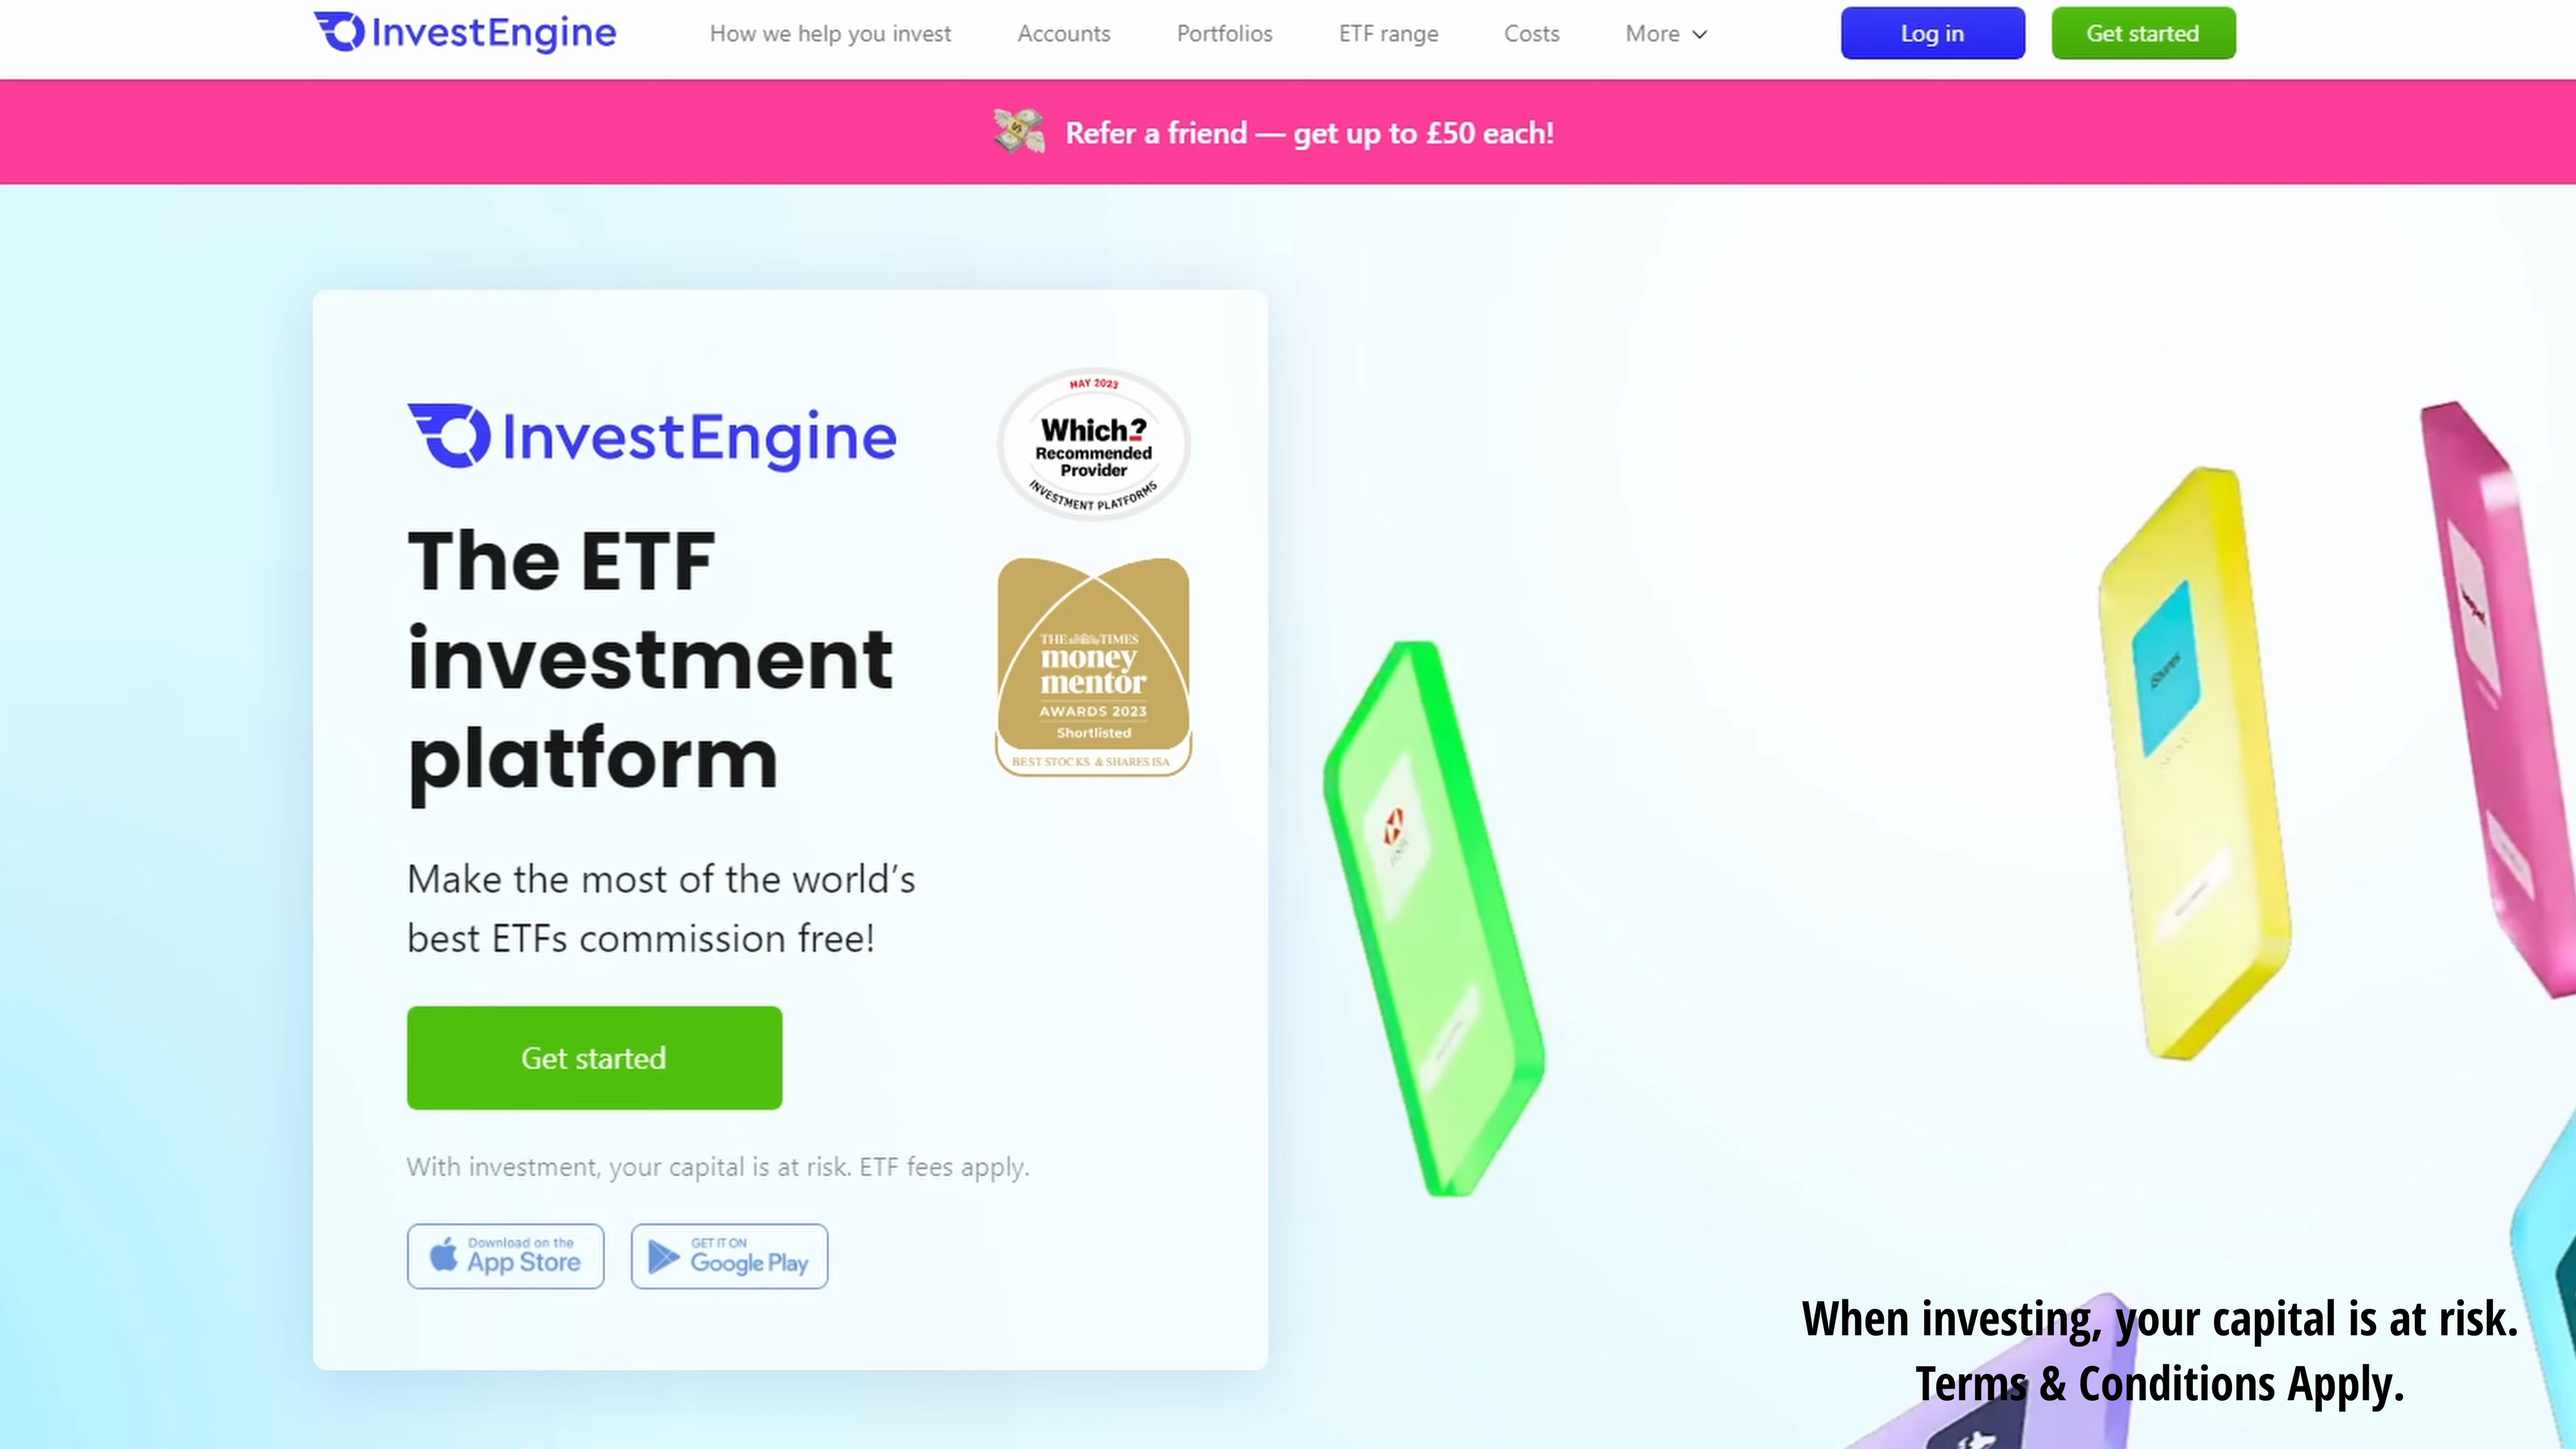 InvestEngine
How we help you invest
Accounts
Portfolios
ETF range
Costs
More
Log in
Get started
Refer a friend — get up to £50 each!
InvestEngine
MAY 2023
Which?
Recommended
Provider
INVESTMENT PLATFORMS
The ETF
investment
platform
THE TIMES
money
mentor
AWARDS 2023
Shortlisted
BEST STOCKS & SHARES ISA
Make the most of the world's
best ETFs commission free!
Get started
With investment, your capital is at risk. ETF fees apply.
Download on the
App Store
GET IT ON
Google Play
iShares
When investing, your capital is at risk.
Terms & Conditions Apply.